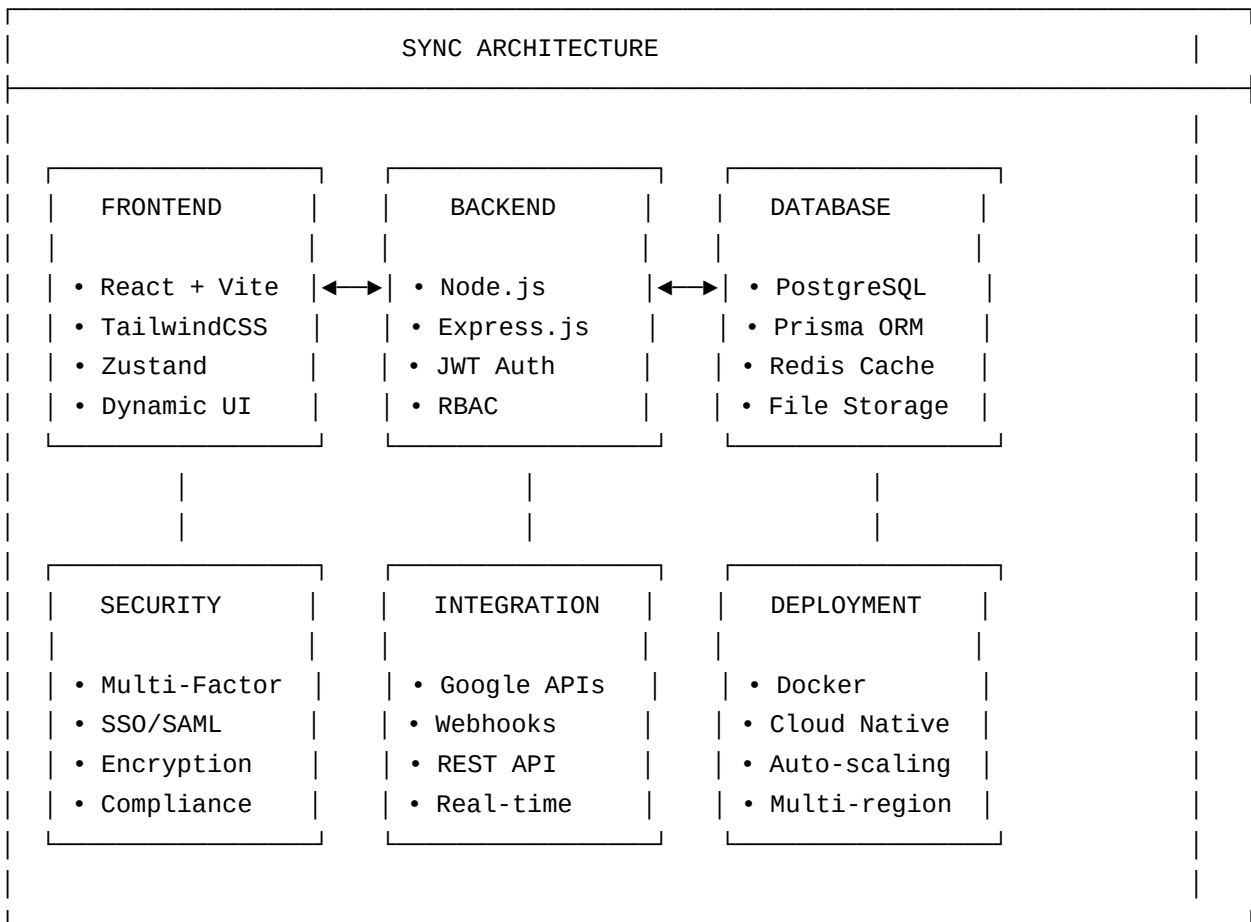 SYNC ARCHITECTURE
FRONTEND BACKEND DATABASE
• React + Vite • Node.js • PostgreSQL
• TailwindCSS • Express.js • Prisma ORM
• Zustand • JWT Auth • Redis Cache
• Dynamic UI • RBAC • File Storage
SECURITY INTEGRATION DEPLOYMENT
• Multi-Factor • Google APIs • Docker
• SSO/SAML • Webhooks • Cloud Native
• Encryption • REST API • Auto-scaling
• Compliance • Real-time • Multi-region